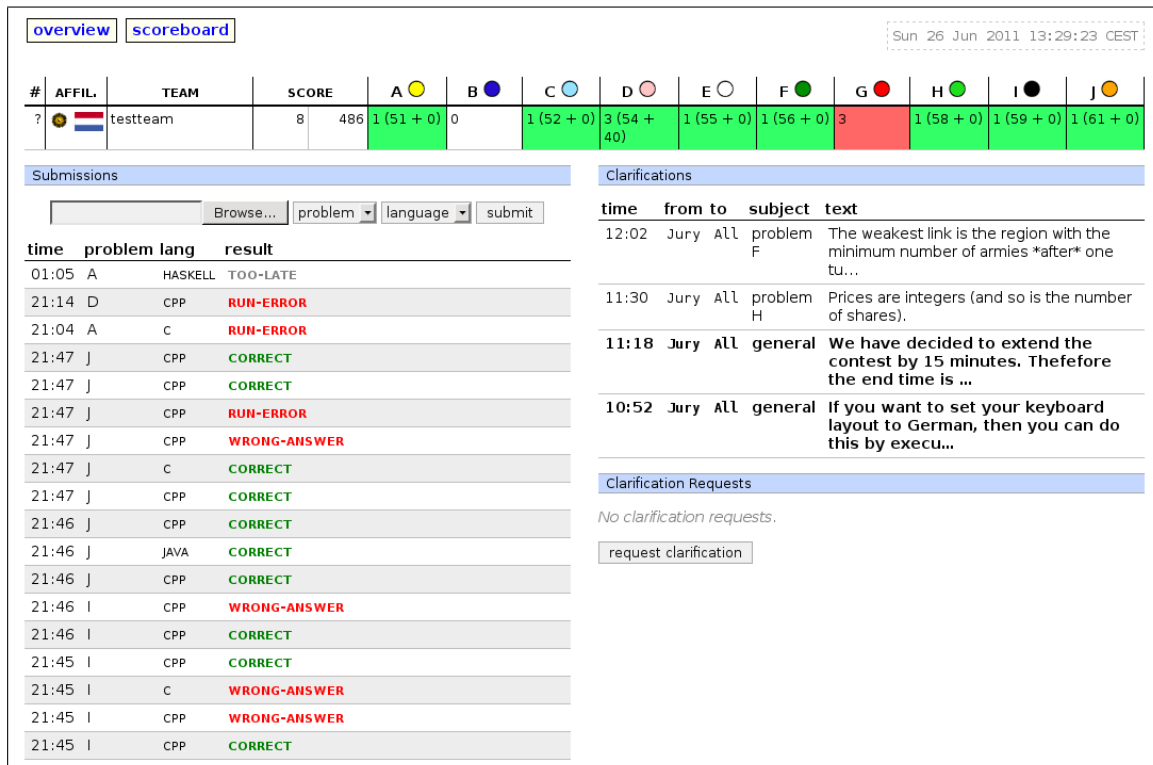 overview scoreboard
Sun 26 Jun 2011 13:29:23 CEST
# AFFIL. TEAM SCORE A B C D E F G H I J
? testteam 8 486 1 (51 + 0) 0 1 (52 + 0) 3 (54 + 1 (55 + 0) 1 (56 + 0) 3 1 (58 + 0) 1 (59 + 0) 1 (61 + 0)
40)
Submissions
Browse... problem language submit
time problem lang result
01:05 A HASKELL TOO-LATE
21:14 D CPP RUN-ERROR
21:04 A C RUN-ERROR
21:47 J CPP CORRECT
21:47 J CPP CORRECT
21:47 J CPP RUN-ERROR
21:47 J CPP WRONG-ANSWER
21:47 J C CORRECT
21:47 J CPP CORRECT
21:46 J CPP CORRECT
21:46 J JAVA CORRECT
21:46 J CPP CORRECT
21:46 I CPP WRONG-ANSWER
21:46 I CPP CORRECT
21:45 I CPP CORRECT
21:45 I C WRONG-ANSWER
21:45 I CPP WRONG-ANSWER
21:45 I CPP CORRECT
Clarifications
time from to subject text
12:02 Jury All problem The weakest link is the region with the
F minimum number of armies *after* one
tu...
11:30 Jury All problem Prices are integers (and so is the number
H of shares).
11:18 Jury All general We have decided to extend the
contest by 15 minutes. Thefefore
the end time is ...
10:52 Jury All general If you want to set your keyboard
layout to German, then you can do
this by execu...
Clarification Requests
No clarification requests.
request clarification